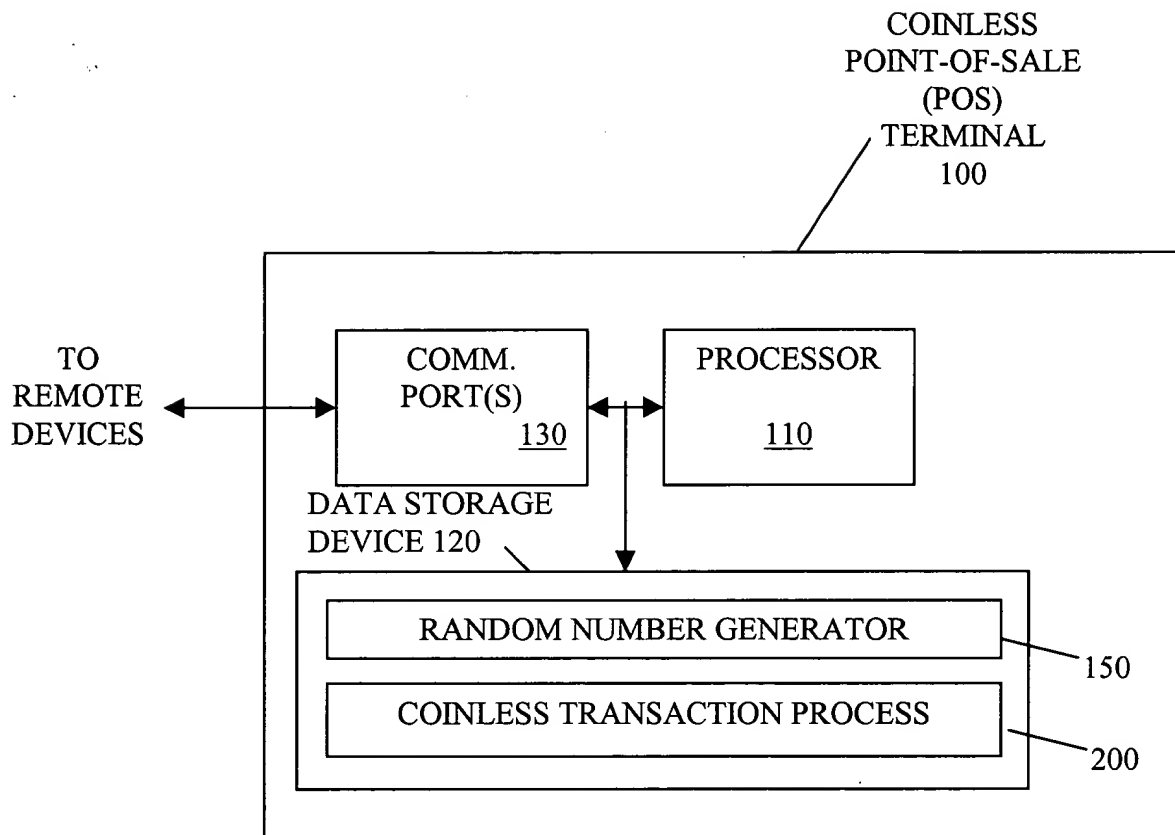 COINLESS
POINT-OF-SALE
(POS)
TERMINAL
100
TO
REMOTE
DEVICES
COMM.
PORT(S)
130
PROCESSOR
110
DATA STORAGE
DEVICE 120
RANDOM NUMBER GENERATOR
150
COINLESS TRANSACTION PROCESS
200